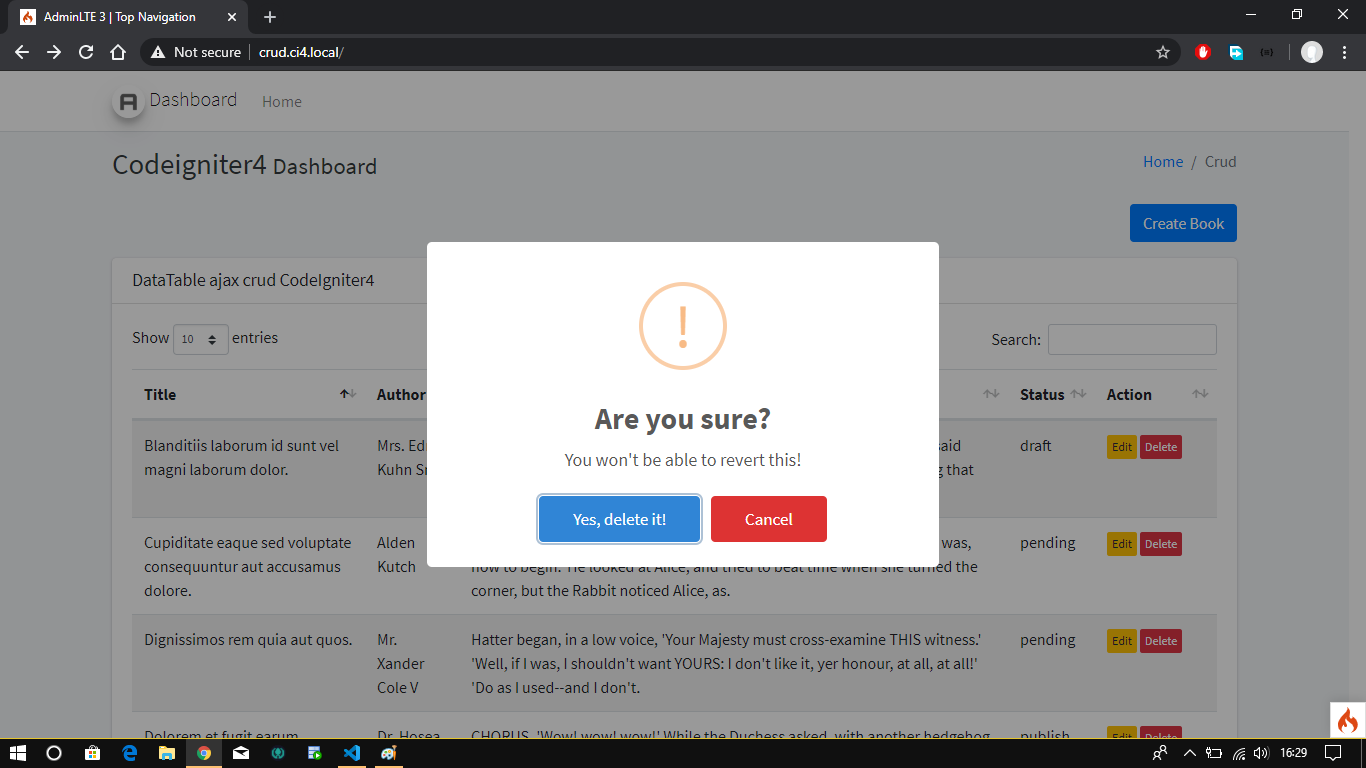 AdminLTE 3 | Top Navigation
Not secure crud.ci4.local/
Dashboard Home
Codeigniter4 Dashboard
Home / Crud
Create Book
DataTable ajax crud CodeIgniter4
Show 10 entries
Search:
Title Author Status Action
Blanditiis laborum id sunt vel
magni laborum dolor.
Mrs. Ed
Kuhn S
said
g that
draft
Edit Delete
Cupiditate eaque sed voluptate
consequuntur aut accusamus
dolore.
Alden
Kutch
was,
how to begin.' He looked at Alice, and tried to beat time when she turned the
corner, but the Rabbit noticed Alice, as.
pending
Edit Delete
Dignissimos rem quia aut quos.
Mr.
Xander
Cole V
Hatter began, in a low voice, 'Your Majesty must cross-examine THIS witness.'
'Well, if I was, I shouldn't want YOURS: I don't like it, yer honour, at all, at all!'
'Do as I used--and I don't.
pending
Edit Delete
Dolorem et fugit earum
Dr. Hosea
CHORUS. 'Wow! wow! wow!' While the Duchess asked, with another hedgehog
publish
Edit Delete
!
Are you sure?
You won't be able to revert this!
Yes, delete it! Cancel
16:29